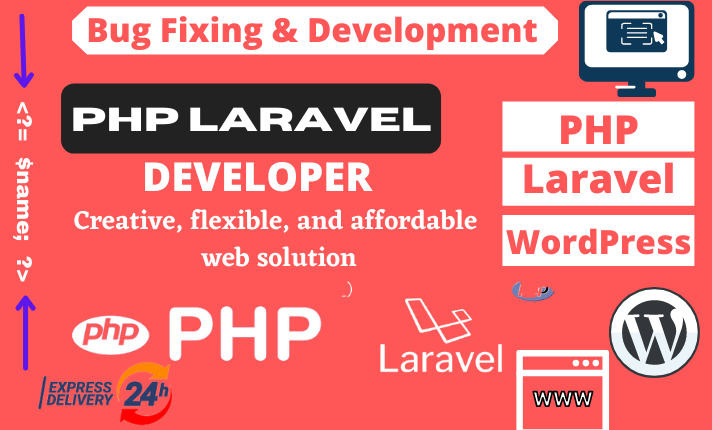 Bug Fixing & Development
<?= $name; ?>
PHP LARAVEL
DEVELOPER
Creative, flexible, and affordable
web solution
PHP
Laravel
WordPress
php
PHP
Laravel
W
EXPRESS
DELIVERY
24h
WWW